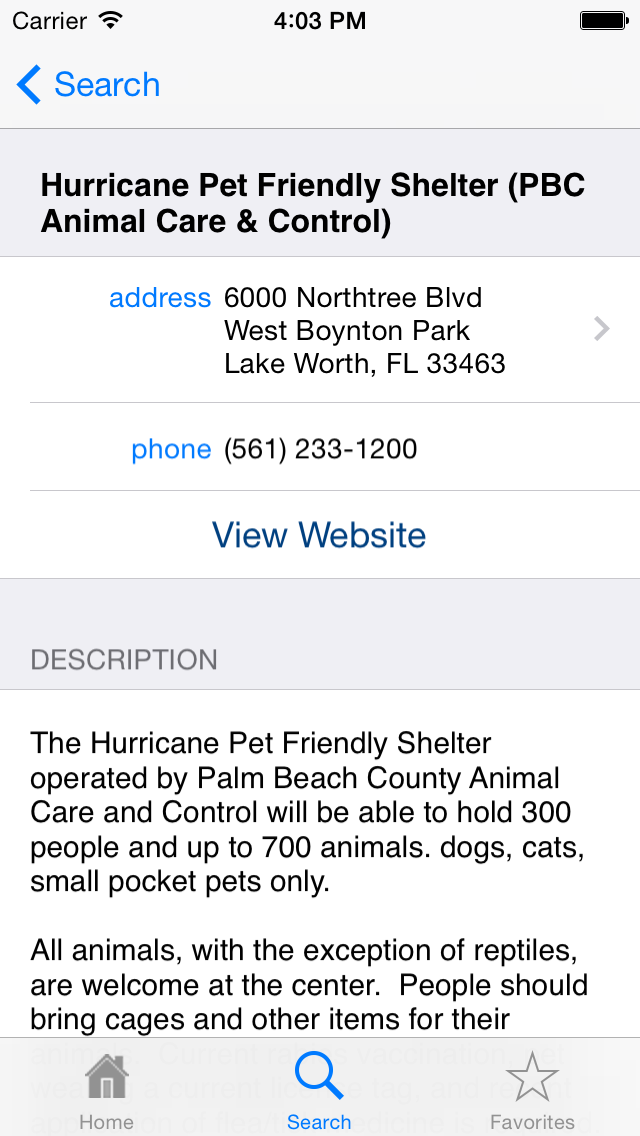 Carrier 4:03 PM
Search
Hurricane Pet Friendly Shelter (PBC
Animal Care & Control)
address 6000 Northtree Blvd
West Boynton Park
Lake Worth, FL 33463
phone (561) 233-1200
View Website
DESCRIPTION
The Hurricane Pet Friendly Shelter
operated by Palm Beach County Animal
Care and Control will be able to hold 300
people and up to 700 animals. dogs, cats,
small pocket pets only.
All animals, with the exception of reptiles,
are welcome at the center.  People should
bring cages and other items for their
Home Search Favorites